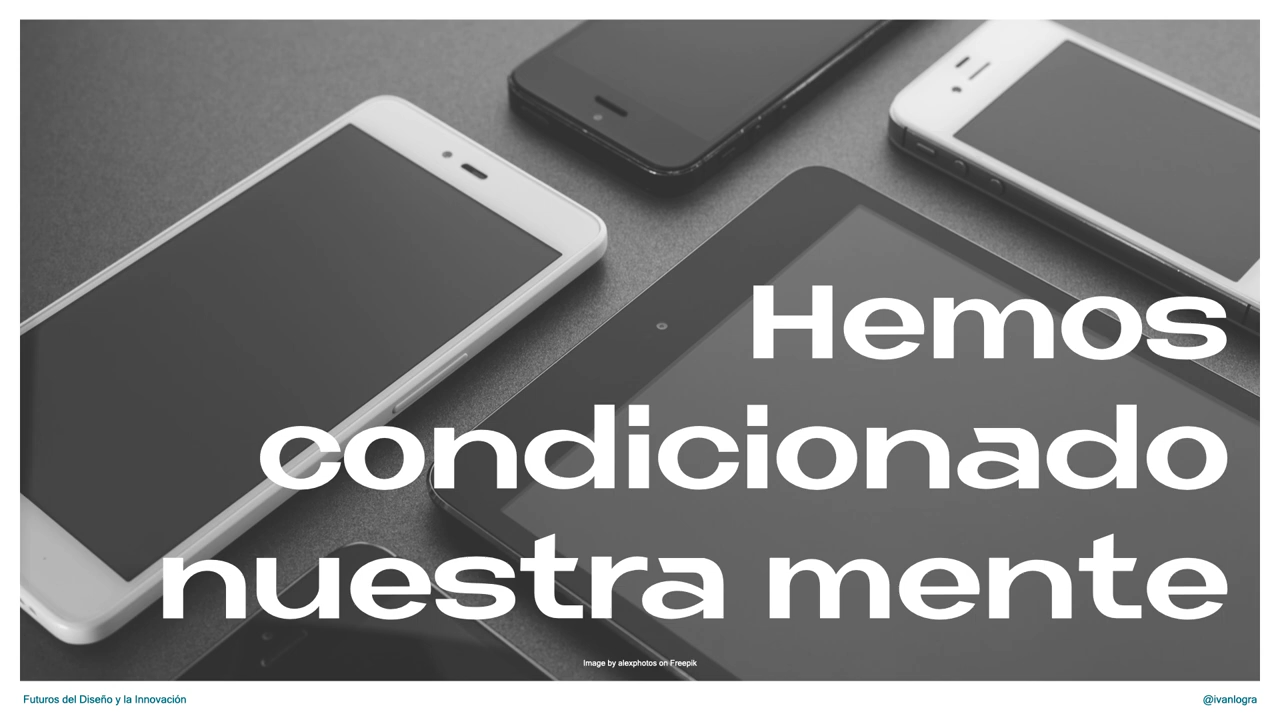 Hemos
condicionado
nuestra mente
Image by alexphotos on Freepik
Futuros del Diseño y la Innovación
@ivanlogra